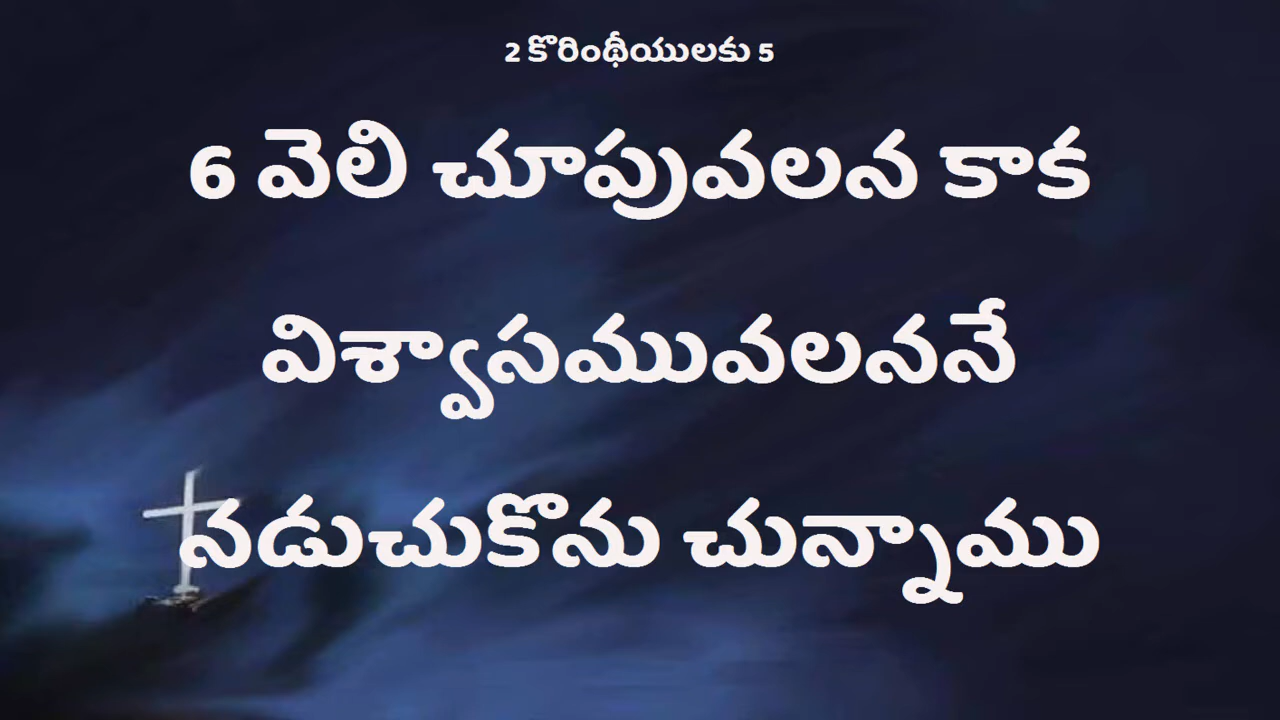 2 కొరింథీయులకు 5
6 వెలి చూపువలన కాక
విశ్వాసమువలననే
నడుచుకొను చున్నాము